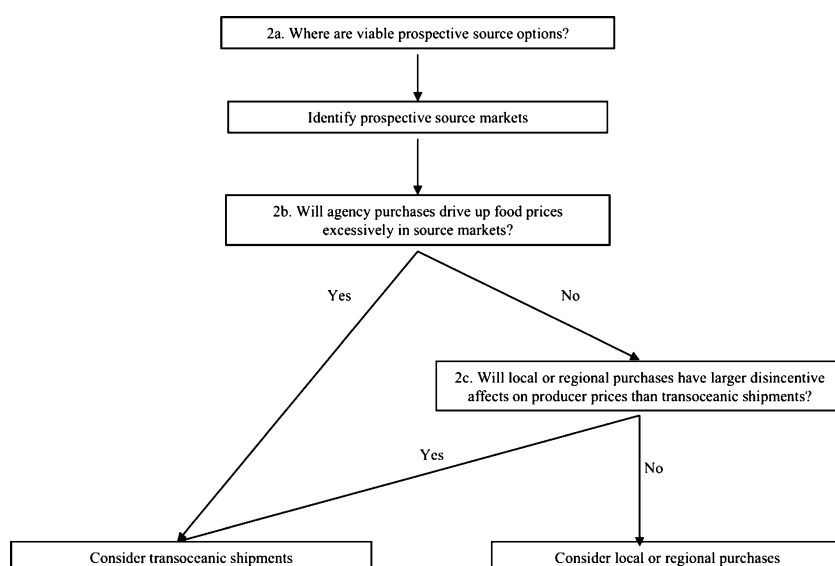 2a. Where are viable prospective source options?
Identify prospective source markets
2b. Will agency purchases drive up food prices
excessively in source markets?
Yes
No
2c. Will local or regional purchases have larger disincentive
affects on producer prices than transoceanic shipments?
Yes
No
Consider transoceanic shipments
Consider local or regional purchases